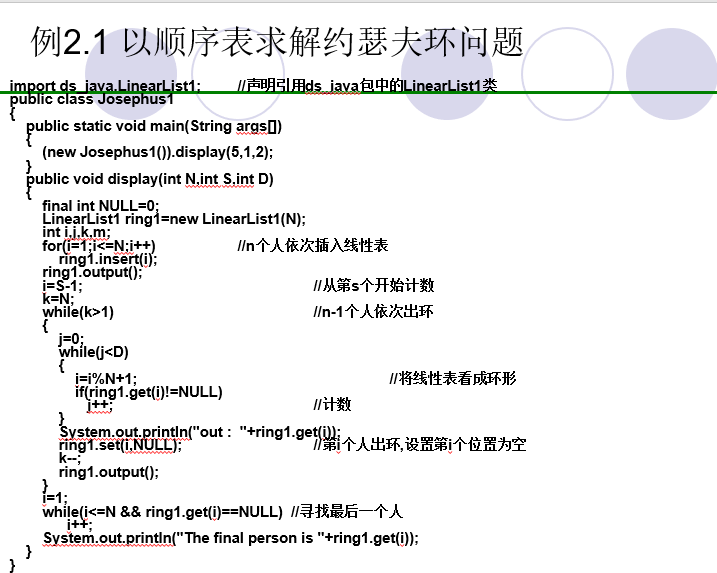 例2.1 以顺序表求解约瑟夫环问题
import ds_java.LinearList1; //声明引用ds_java包中的LinearList1类
public class Josephus1
{
public static void main(String args[])
{
(new Josephus1()).display(5,1,2);
}
public void display(int N,int S,int D)
{
final int NULL=0;
LinearList1 ring1=new LinearList1(N);
int i,j,k,m;
for(i=1;i<=N;i++) //n个人依次插入线性表
ring1.insert(i);
ring1.output();
i=S-1; //从第s个开始计数
k=N;
while(k>1) //n-1个人依次出环
{
j=0;
while(j<D)
{
i=i%N+1; //将线性表看成环形
if(ring1.get(i)!=NULL)
j++; //计数
}
System.out.println("out : "+ring1.get(i));
ring1.set(i,NULL); //第i个人出环,设置第i个位置为空
k--;
ring1.output();
}
i=1;
while(i<=N && ring1.get(i)==NULL) //寻找最后一个人
i++;
System.out.println("The final person is "+ring1.get(i));
}
}